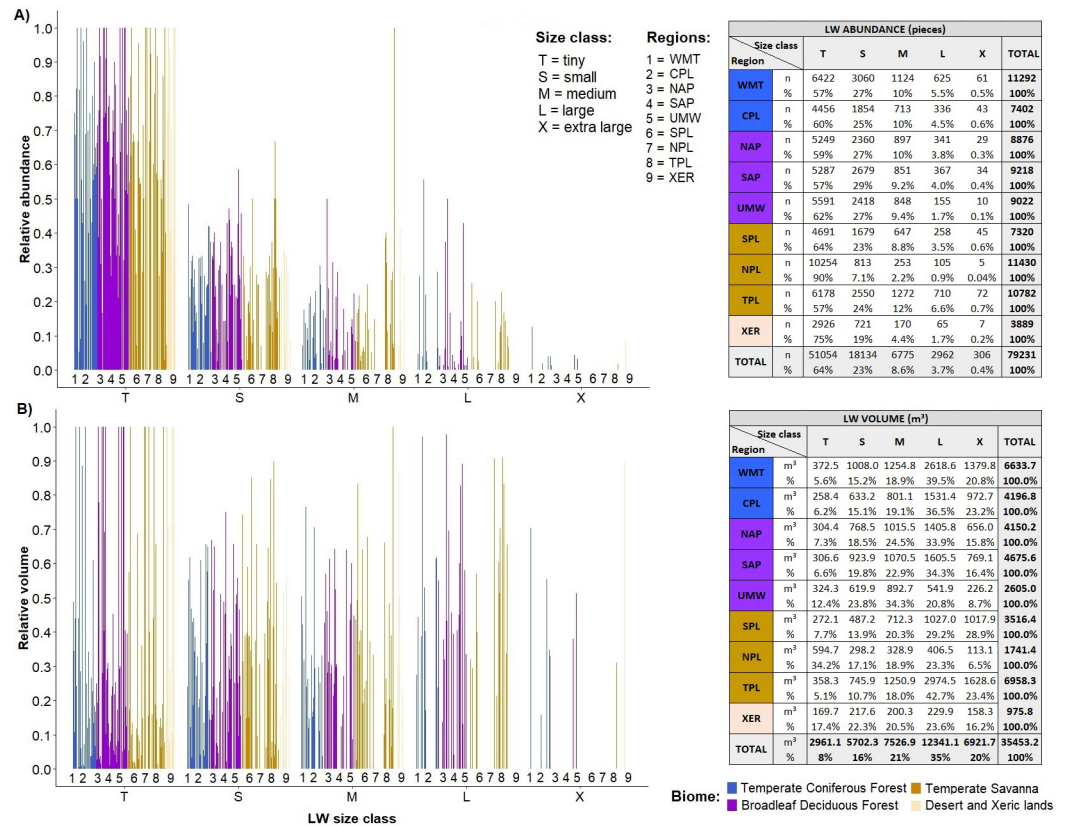 A)
Relative abundance
1.0
0.9
0.8
0.7
0.6
0.5
0.4
0.3
0.2
0.1
0.0
1 2 3 4 5 6 7 8 9 1 2 3 4 5 6 7 8 9 1 2 3 4 5 6 7 8 9 1 2 3 4 5 6 7 8 9 1 2 3 4 5 6 7 8 9
T S M L X
Size class:
T = tiny
S = small
M = medium
L = large
X = extra large
Regions:
1 = WMT
2 = CPL
3 = NAP
4 = SAP
5 = UMW
6 = SPL
7 = NPL
8 = TPL
9 = XER
LW ABUNDANCE (pieces)
Size class
Region T S M L X TOTAL
WMT n 6422 3060 1124 625 61 11292
% 57% 27% 10% 5.5% 0.5% 100%
CPL n 4456 1854 713 336 43 7402
% 60% 25% 10% 4.5% 0.6% 100%
NAP n 5249 2360 897 341 29 8876
% 59% 27% 10% 3.8% 0.3% 100%
SAP n 5287 2679 851 367 34 9218
% 57% 29% 9.2% 4.0% 0.4% 100%
UMW n 5591 2418 848 155 10 9022
% 62% 27% 9.4% 1.7% 0.1% 100%
SPL n 4691 1679 647 258 45 7320
% 64% 23% 8.8% 3.5% 0.6% 100%
NPL n 10254 813 253 105 5 11430
% 90% 7.1% 2.2% 0.9% 0.04% 100%
TPL n 6178 2550 1272 710 72 10782
% 57% 24% 12% 6.6% 0.7% 100%
XER n 2926 721 170 65 7 3889
% 75% 19% 4.4% 1.7% 0.2% 100%
TOTAL n 51054 18134 6775 2962 306 79231
% 64% 23% 8.6% 3.7% 0.4% 100%
B)
Relative volume
1.0
0.9
0.8
0.7
0.6
0.5
0.4
0.3
0.2
0.1
0.0
1 2 3 4 5 6 7 8 9 1 2 3 4 5 6 7 8 9 1 2 3 4 5 6 7 8 9 1 2 3 4 5 6 7 8 9 1 2 3 4 5 6 7 8 9
T S M L X
LW size class
LW VOLUME (m³)
Size class
Region T S M L X TOTAL
WMT m³ 372.5 1008.0 1254.8 2618.6 1379.8 6633.7
% 5.6% 15.2% 18.9% 39.5% 20.8% 100.0%
CPL m³ 258.4 633.2 801.1 1531.4 972.7 4196.8
% 6.2% 15.1% 19.1% 36.5% 23.2% 100.0%
NAP m³ 304.4 768.5 1015.5 1405.8 656.0 4150.2
% 7.3% 18.5% 24.5% 33.9% 15.8% 100.0%
SAP m³ 306.6 923.9 1070.5 1605.5 769.1 4675.6
% 6.6% 19.8% 22.9% 34.3% 16.4% 100.0%
UMW m³ 324.3 619.9 892.7 541.9 226.2 2605.0
% 12.4% 23.8% 34.3% 20.8% 8.7% 100.0%
SPL m³ 272.1 487.2 712.3 1027.0 1017.9 3516.4
% 7.7% 13.9% 20.3% 29.2% 28.9% 100.0%
NPL m³ 594.7 298.2 328.9 406.5 113.1 1741.4
% 34.2% 17.1% 18.9% 23.3% 6.5% 100.0%
TPL m³ 358.3 745.9 1250.9 2974.5 1628.6 6958.3
% 5.1% 10.7% 18.0% 42.7% 23.4% 100.0%
XER m³ 169.7 217.6 200.3 229.9 158.3 975.8
% 17.4% 22.3% 20.5% 23.6% 16.2% 100.0%
TOTAL m³ 2961.1 5702.3 7526.9 12341.1 6921.7 35453.2
% 8% 16% 21% 35% 20% 100%
Biome: Temperate Coniferous Forest Temperate Savanna
Broadleaf Deciduous Forest Desert and Xeric lands